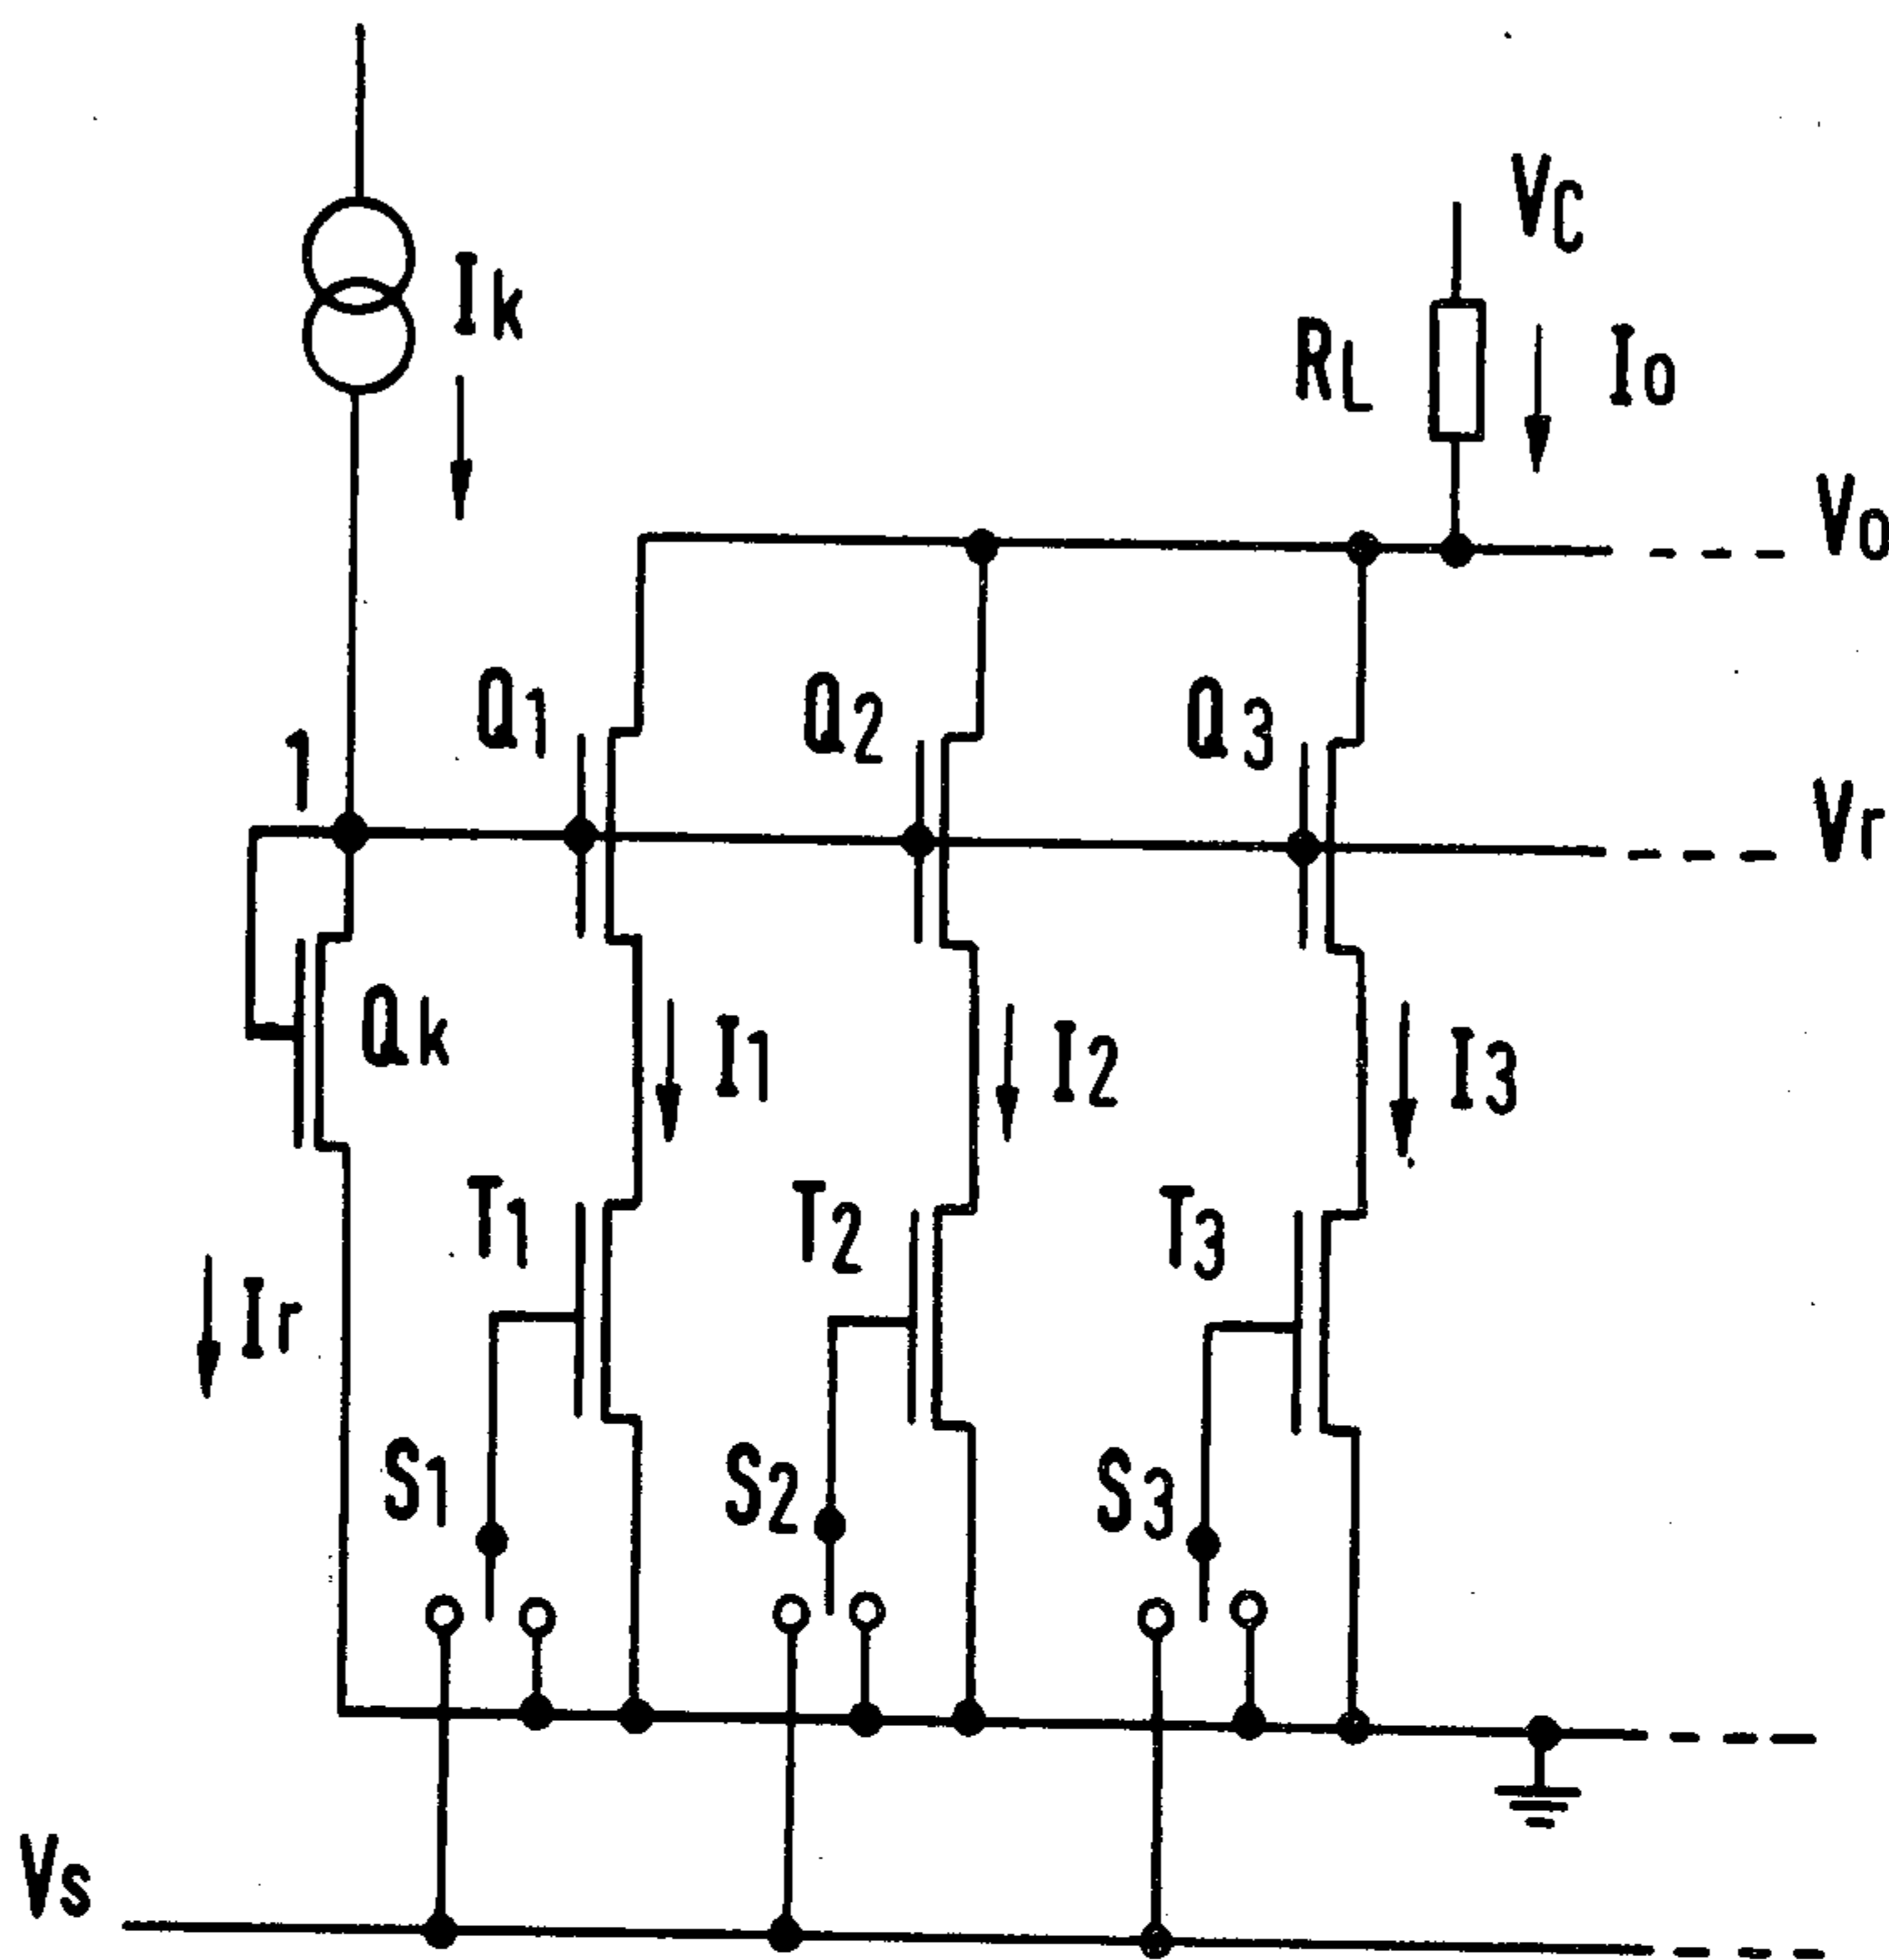 VC
Ik
RL
Io
Vo
Q1
Q2
Q3
1
Vr
Qk
I1
I2
I3
T1
T2
T3
Ir
S1
S2
S3
Vs